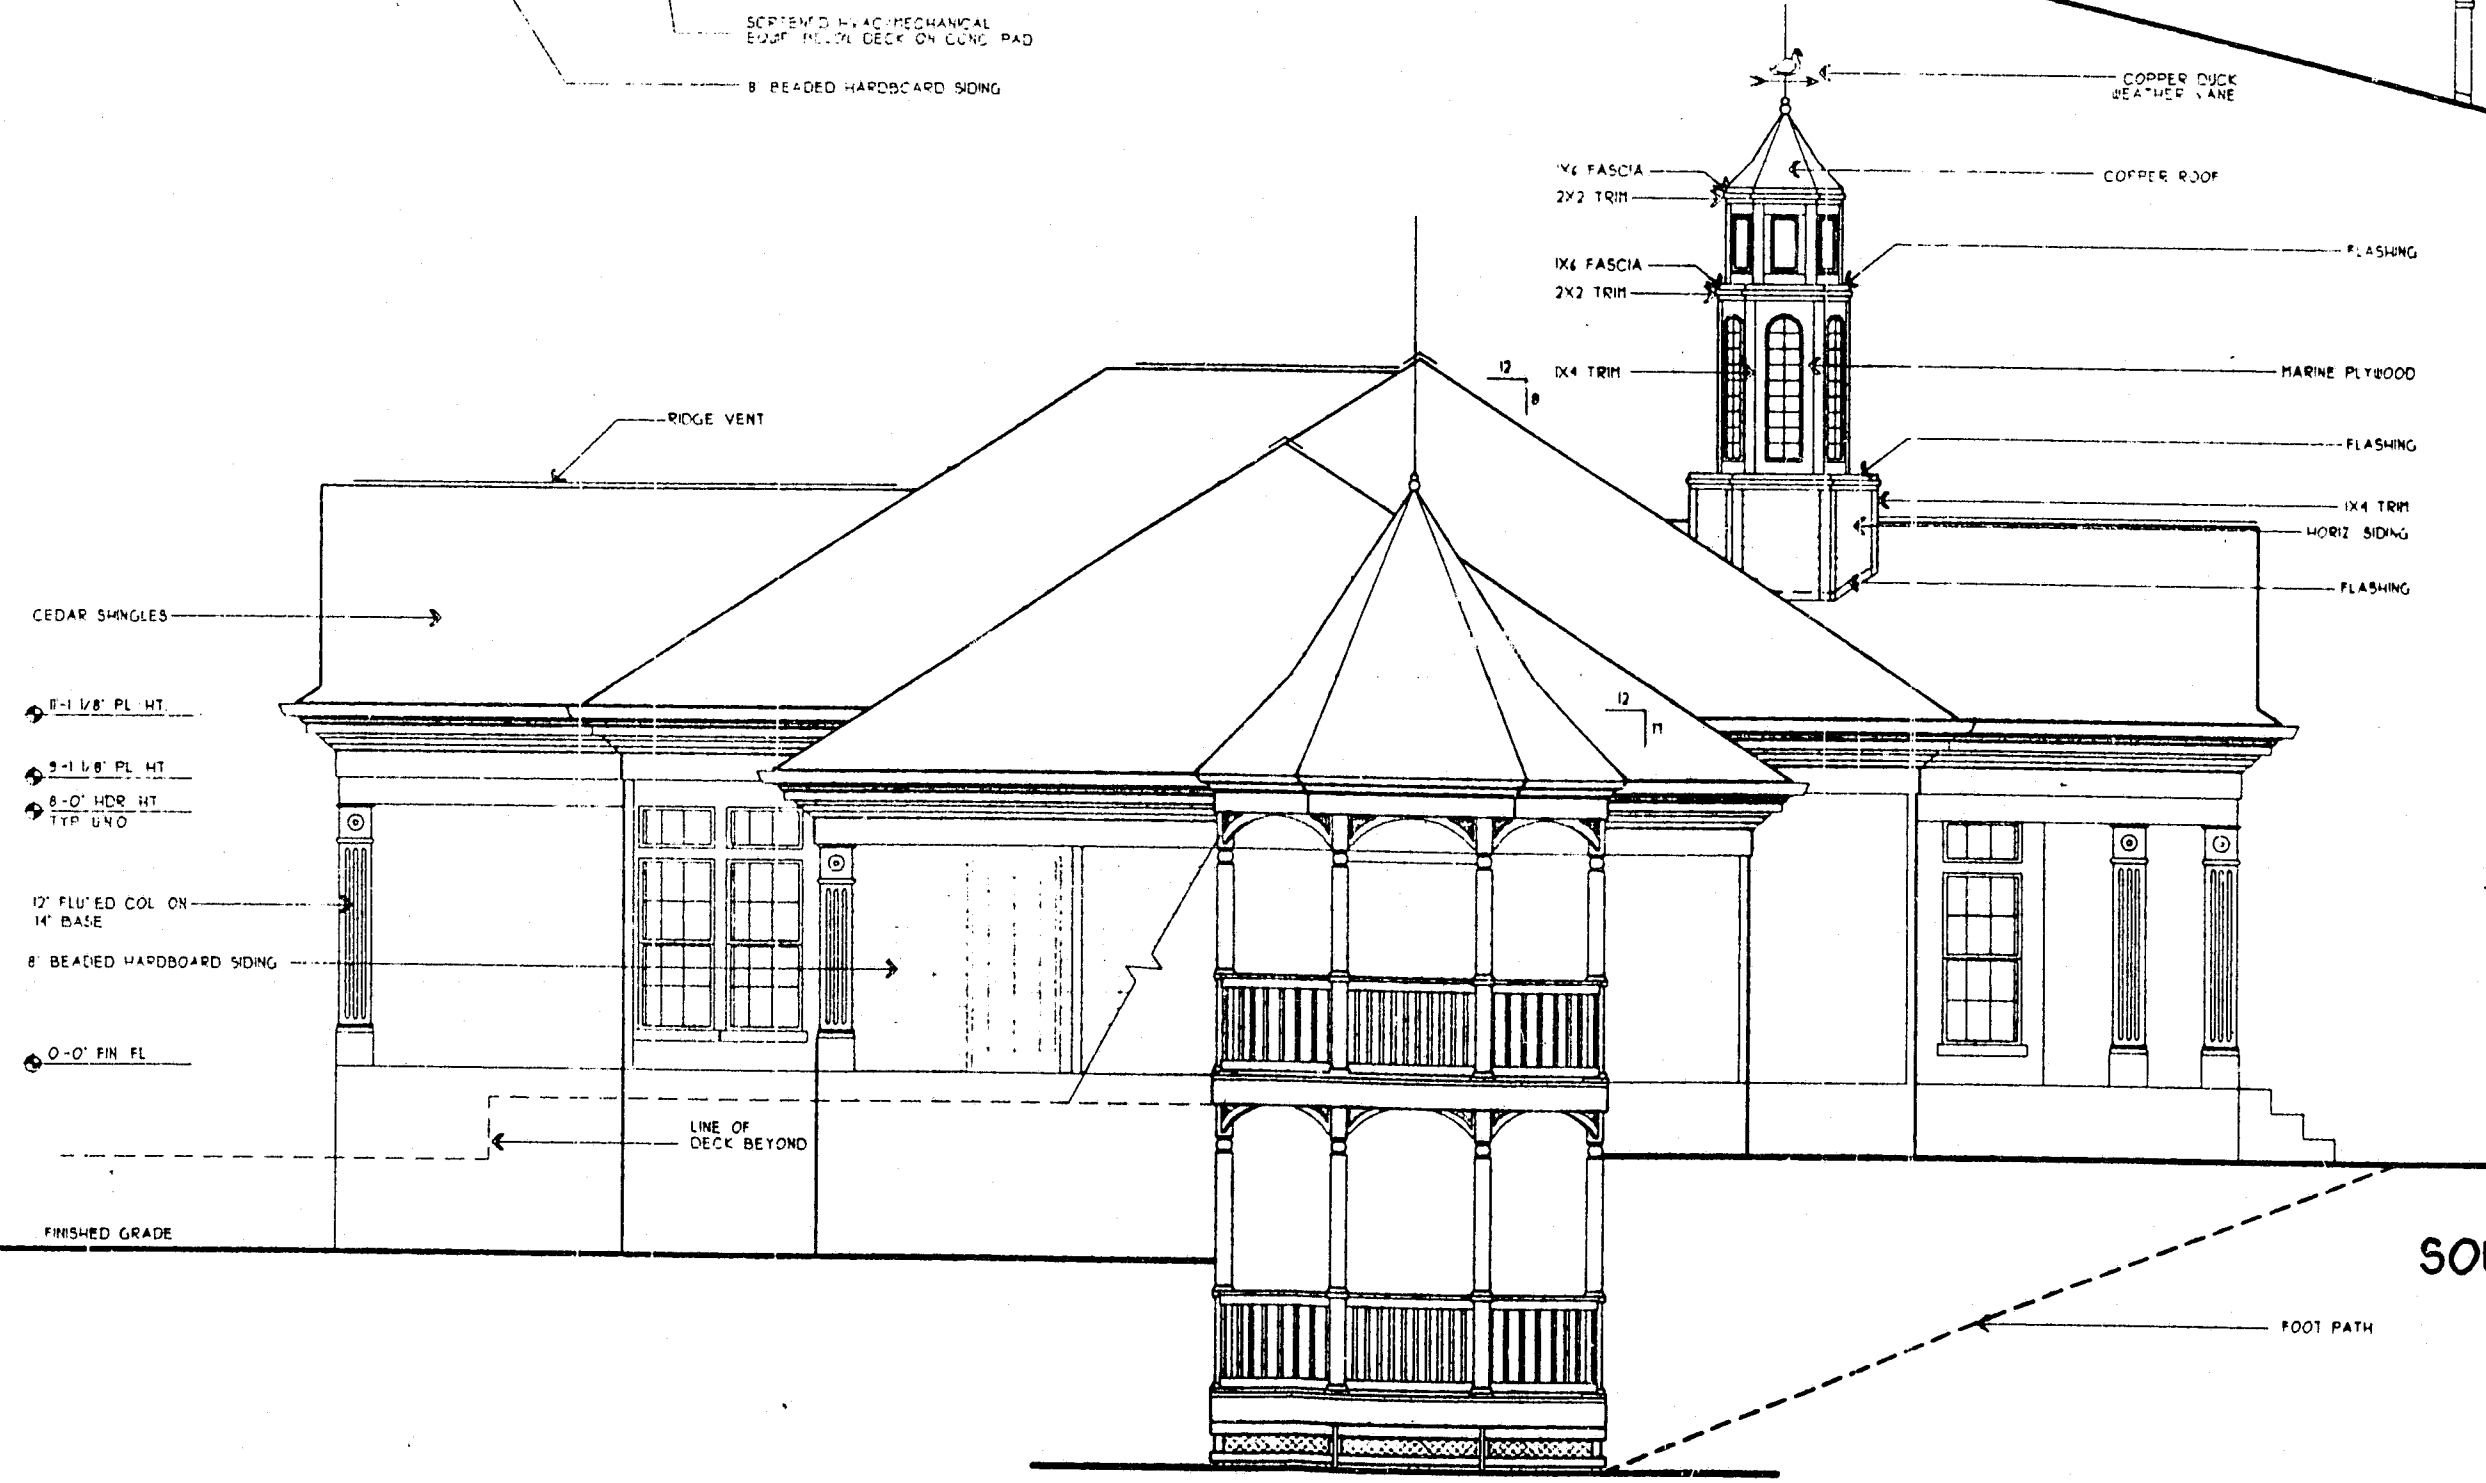 SCREENED HVAC/MECHANICAL
EQUIP BELOW DECK ON CONC PAD
8" BEADED HARDBOARD SIDING
COPPER DUCK
WEATHER VANE
1X6 FASCIA
2X2 TRIM
COPPER ROOF
FLASHING
1X6 FASCIA
2X2 TRIM
12
8
1X4 TRIM
MARINE PLYWOOD
RIDGE VENT
FLASHING
1X4 TRIM
HORIZ SIDING
FLASHING
CEDAR SHINGLES
11'-1 1/8" PL HT.
12
9'-1 1/8" PL HT
8'-0" HDR HT
TYP UNO
12" FLUTED COL ON
14" BASE
8" BEADED HARDBOARD SIDING
0'-0" FIN FL
LINE OF
DECK BEYOND
FINISHED GRADE
SOU
FOOT PATH